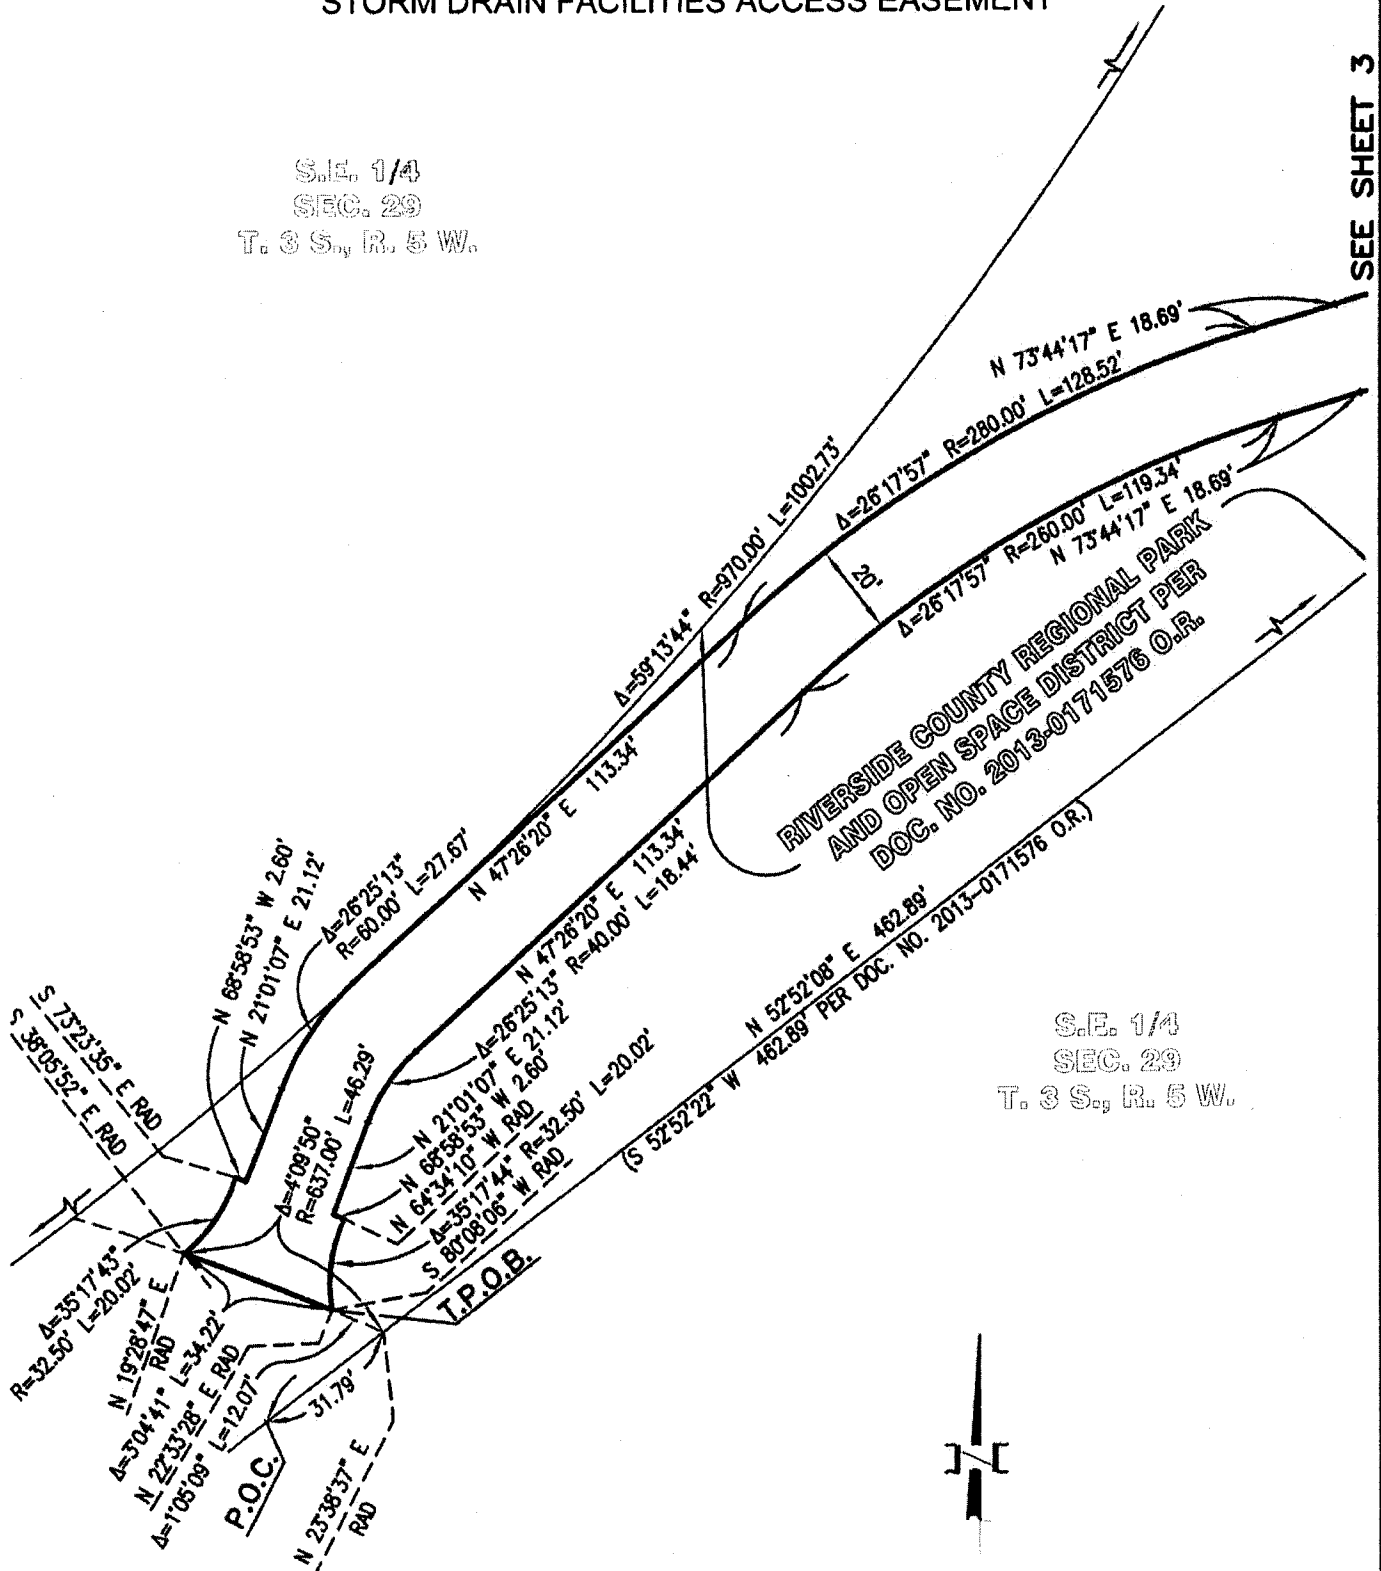 STORM DRAIN FACILITIES ACCESS EASEMENT
SEE SHEET 3
S.E. 1/4
SEC. 29
T. 3 S., R. 5 W.
N 73°44'17" E 18.69'
Δ=26°17'57" R=280.00' L=128.52'
Δ=26°17'57" R=260.00' L=119.34'
N 73°44'17" E 18.69'
20'
Δ=59°13'44" R=970.00' L=1002.73'
RIVERSIDE COUNTY REGIONAL PARK
AND OPEN SPACE DISTRICT PER
DOC. NO. 2013-0171576 O.R.
N 47°26'20" E 113.34'
N 47°26'20" E 113.34'
Δ=26°25'13" R=40.00' L=18.44'
Δ=26°25'13"
R=60.00' L=27.67'
N 68°58'53" W 2.60'
N 21°01'07" E 21.12'
S 73°23'35" E RAD
S 38°05'52" E RAD
N 52°52'08" E 462.89'
(S 52°52'22" W 462.89' PER DOC. NO. 2013-0171576 O.R.)
S.E. 1/4
SEC. 29
T. 3 S., R. 5 W.
Δ=4°09'50"
R=637.00' L=46.29'
N 21°01'07" E 21.12'
N 68°58'53" W 2.60'
N 64°34'10" W RAD
Δ=35°17'44" R=32.50' L=20.02'
S 80°08'06" W RAD
T.P.O.B.
Δ=35°17'43"
R=32.50' L=20.02'
N 19°28'47" E
RAD
Δ=3°04'41" L=34.22'
N 22°33'28" E RAD
Δ=1°05'09" L=12.07'
31.79'
P.O.C.
N 23°38'37" E
RAD